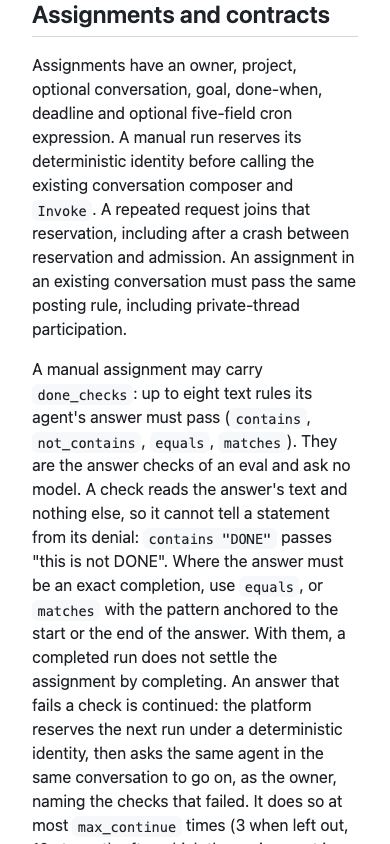 Assignments and contracts
Assignments have an owner, project,
optional conversation, goal, done-when,
deadline and optional five-field cron
expression. A manual run reserves its
deterministic identity before calling the
existing conversation composer and
Invoke . A repeated request joins that
reservation, including after a crash between
reservation and admission. An assignment in
an existing conversation must pass the same
posting rule, including private-thread
participation.
A manual assignment may carry
done_checks : up to eight text rules its
agent's answer must pass ( contains ,
not_contains , equals , matches ). They
are the answer checks of an eval and ask no
model. A check reads the answer's text and
nothing else, so it cannot tell a statement
from its denial: contains "DONE" passes
"this is not DONE". Where the answer must
be an exact completion, use equals , or
matches with the pattern anchored to the
start or the end of the answer. With them, a
completed run does not settle the
assignment by completing. An answer that
fails a check is continued: the platform
reserves the next run under a deterministic
identity, then asks the same agent in the
same conversation to go on, as the owner,
naming the checks that failed. It does so at
most max_continue times (3 when left out,